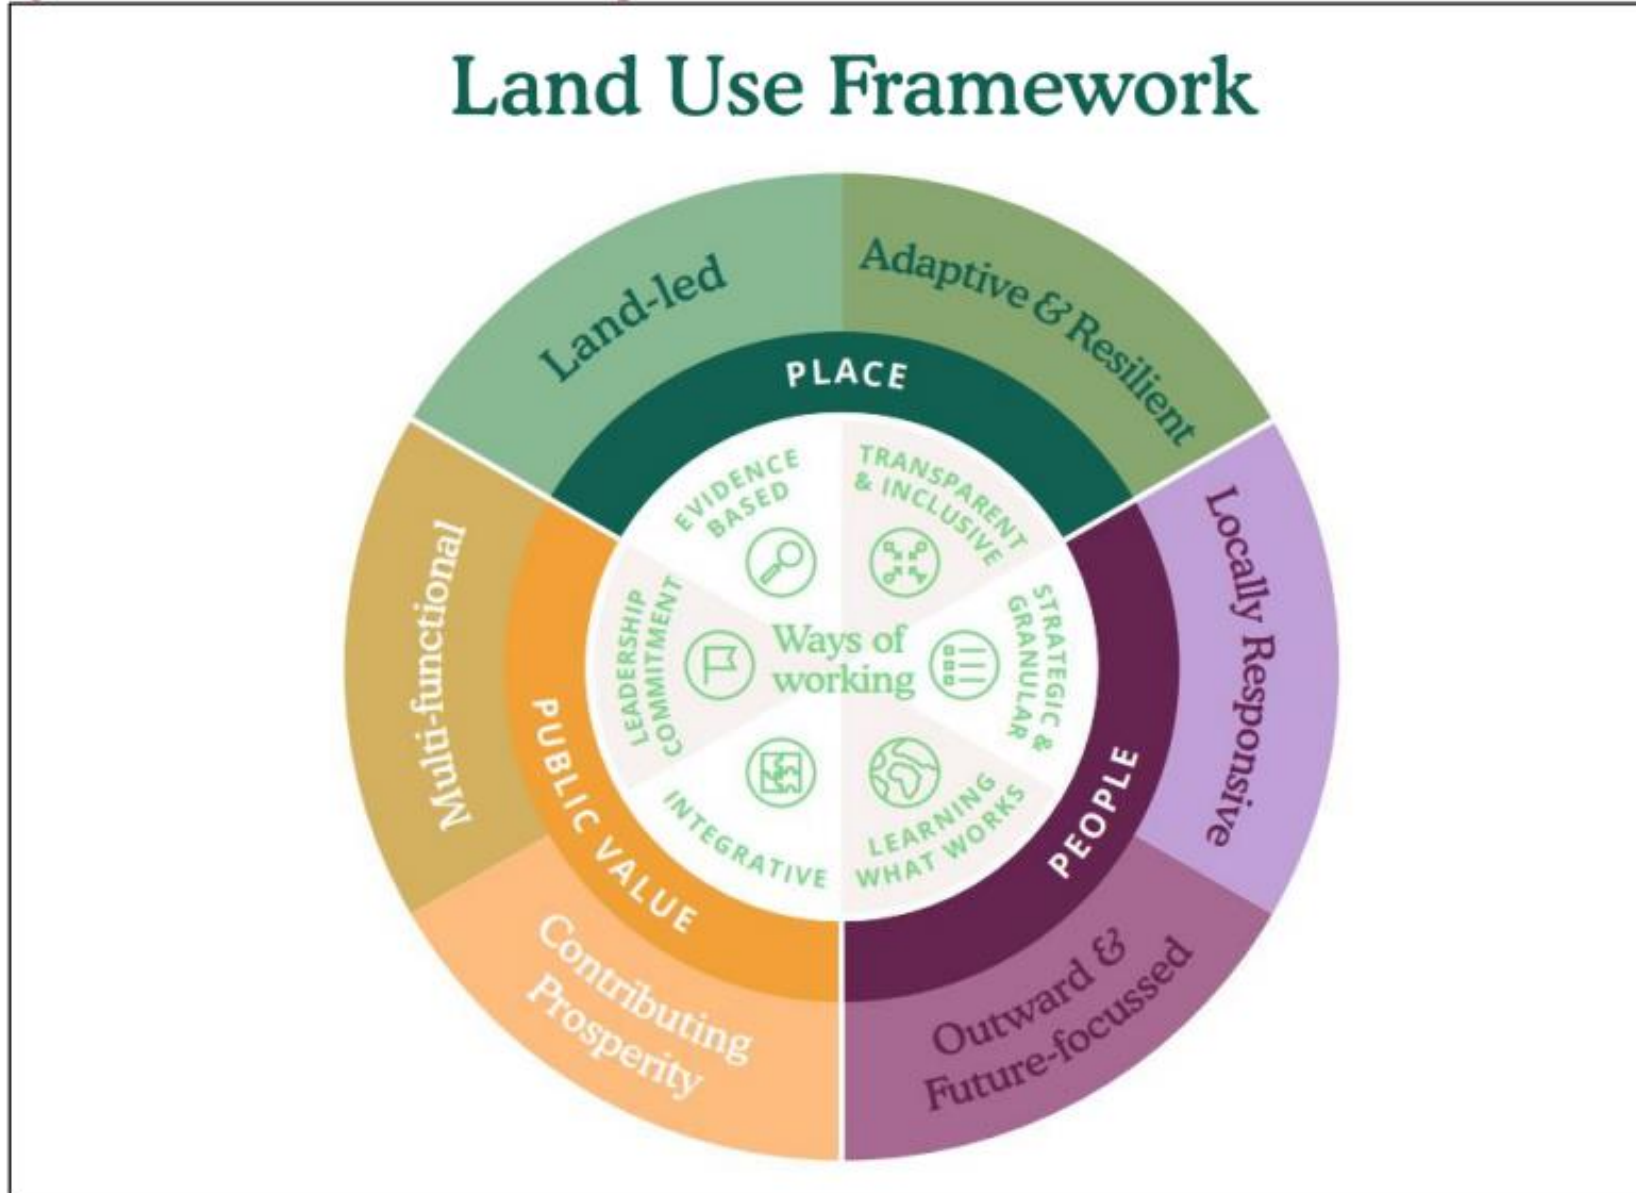 Land Use Framework
Land-led
Adaptive & Resilient
PLACE
EVIDENCE
BASED
TRANSPARENT
& INCLUSIVE
Multi-functional
LEADERSHIP
COMMITMENT
Ways of
working
STRATEGIC &
GRANULAR
Locally Responsive
PUBLIC VALUE
INTEGRATIVE
LEARNING
WHAT WORKS
PEOPLE
Contributing
Prosperity
Outward &
Future-focussed